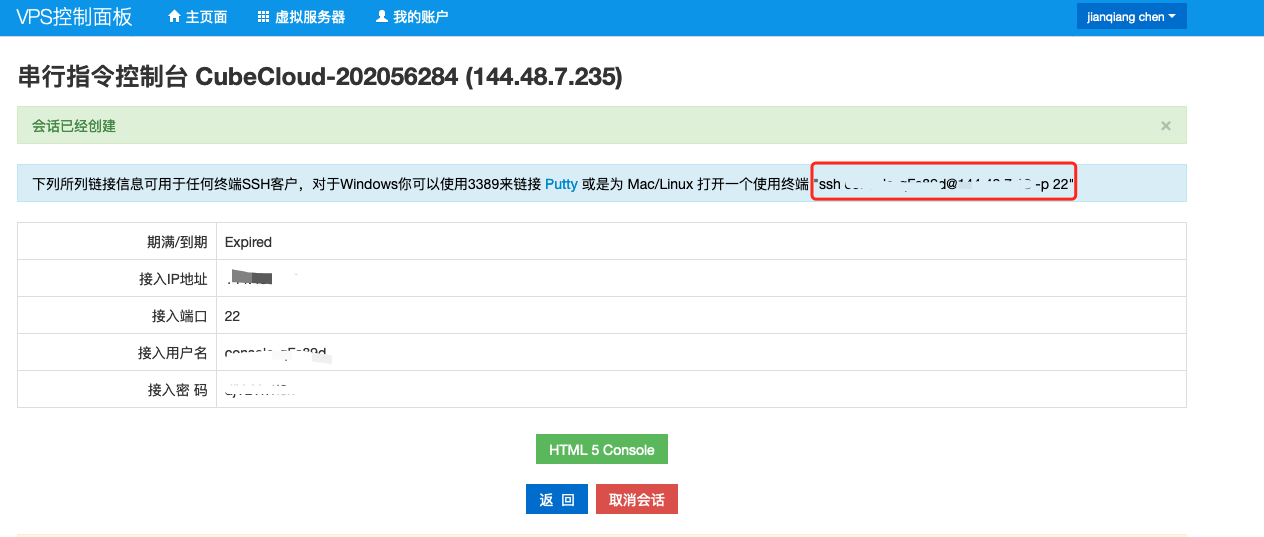 VPS控制面板 主页面 虚拟服务器 我的账户 jianqiang chen
串行指令控制台 CubeCloud-202056284 (144.48.7.235)
会话已经创建 ×
下列所列链接信息可用于任何终端SSH客户，对于Windows你可以使用3389来链接 Putty 或是为 Mac/Linux 打开一个使用终端 "ssh -p 22"
期满/到期 Expired
接入IP地址
接入端口 22
接入用户名
接入密 码
HTML 5 Console
返 回 取消会话